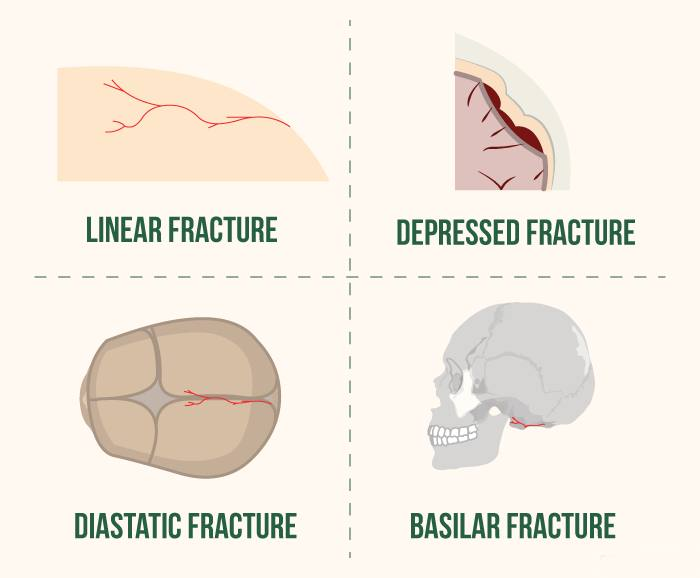 LINEAR FRACTURE
DEPRESSED FRACTURE
DIASTATIC FRACTURE
BASILAR FRACTURE